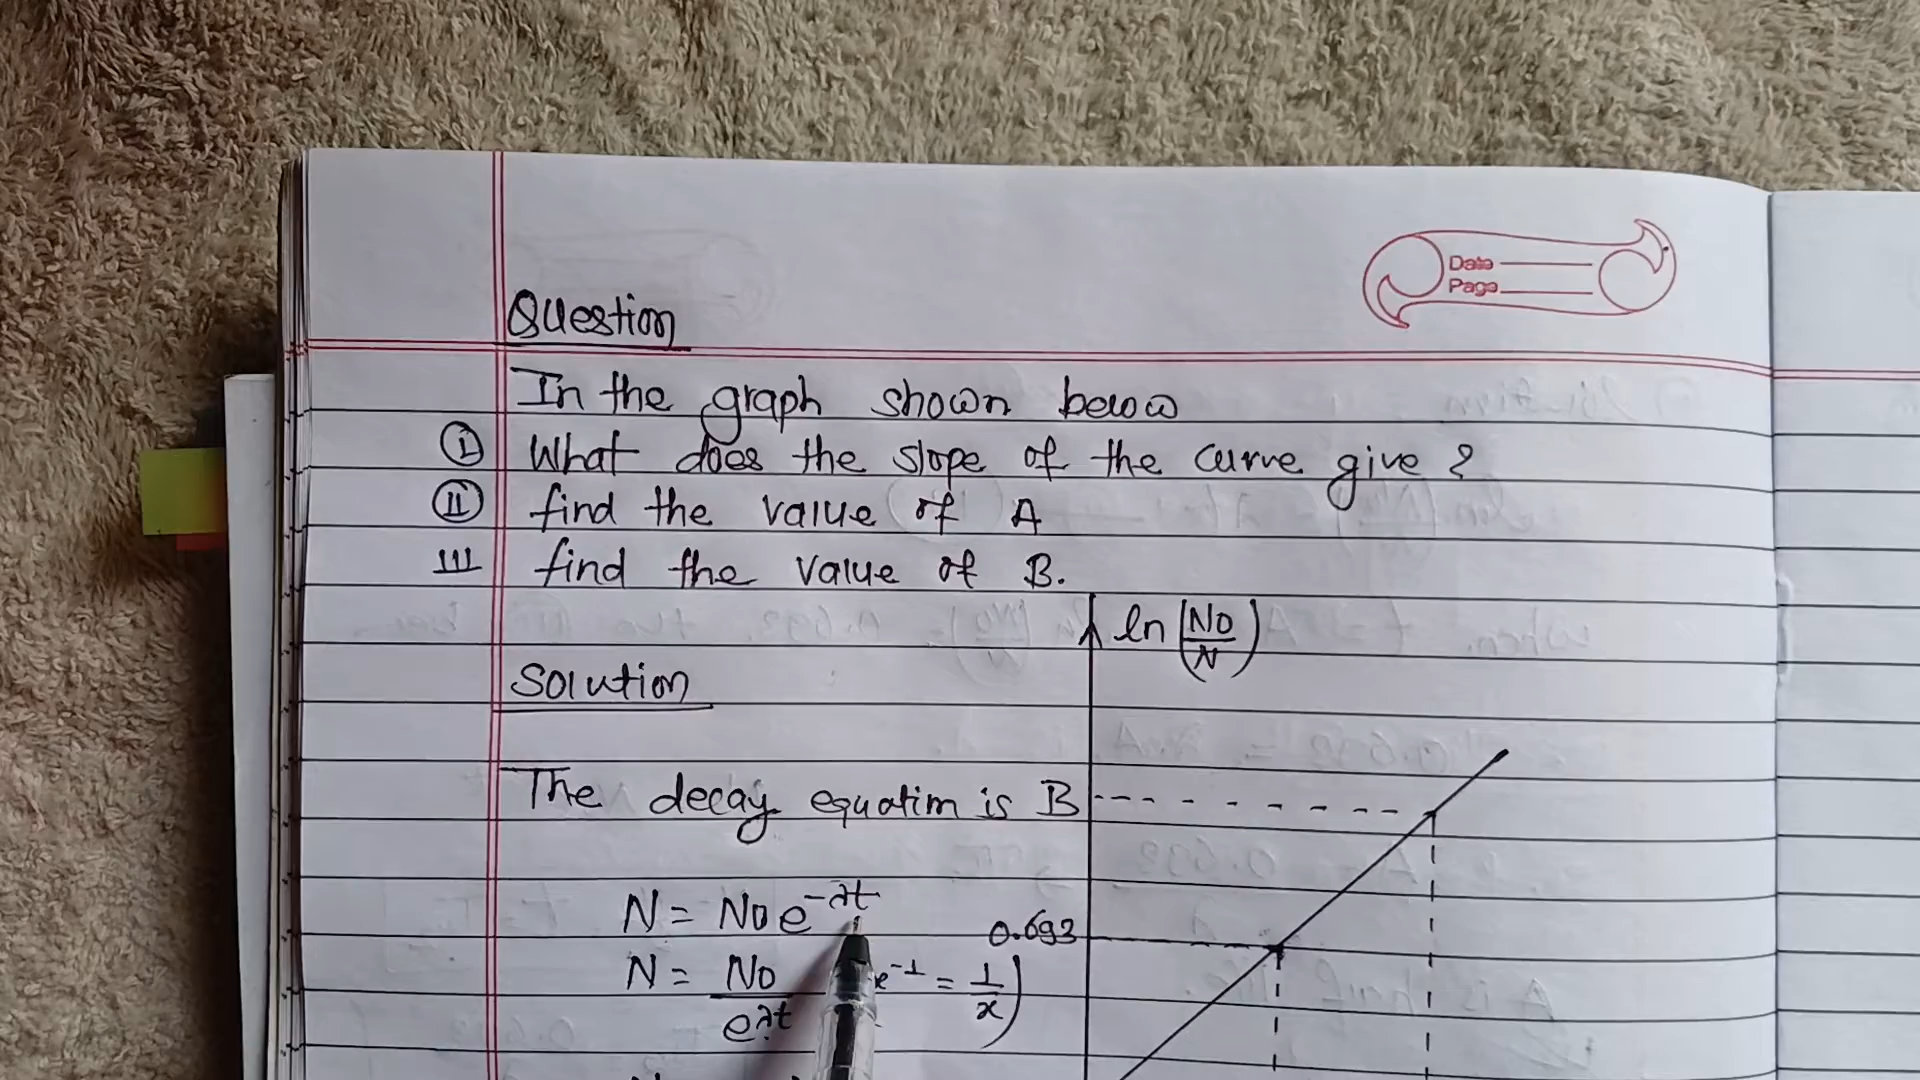 Date
Page
Question
In the graph shown below
I What does the slope of the curve give ?
II find the value of A
III find the value of B.
ln (No/N)
Solution
The decay equatim is B
N = No e^-λt
0.693
N = No/e^λt x^-1 = 1/x)